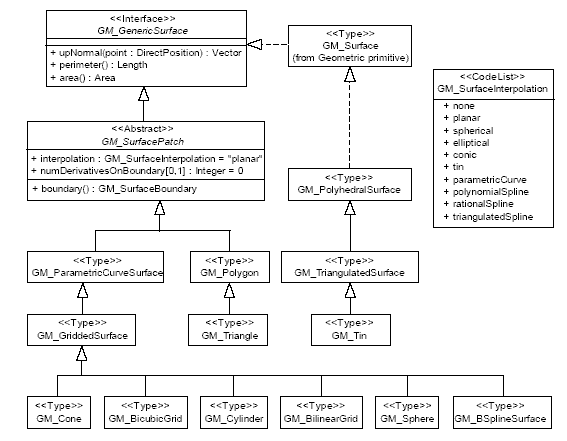 <<Interface>>
GM_GenericSurface
+ upNormal(point : DirectPosition) : Vector
+ perimeter() : Length
+ area() : Area
<<Type>>
GM_Surface
(from Geometric primitive)
<<CodeList>>
GM_SurfaceInterpolation
+ none
+ planar
+ spherical
+ elliptical
+ conic
+ tin
+ parametricCurve
+ polynomialSpline
+ rationalSpline
+ triangulatedSpline
<<Abstract>>
GM_SurfacePatch
+ interpolation : GM_SurfaceInterpolation = "planar"
+ numDerivativesOnBoundary[0,1] : Integer = 0
+ boundary() : GM_SurfaceBoundary
<<Type>>
GM_PolyhedralSurface
<<Type>>
GM_ParametricCurveSurface
<<Type>>
GM_Polygon
<<Type>>
GM_TriangulatedSurface
<<Type>>
GM_GriddedSurface
<<Type>>
GM_Triangle
<<Type>>
GM_Tin
<<Type>>
GM_Cone
<<Type>>
GM_BicubicGrid
<<Type>>
GM_Cylinder
<<Type>>
GM_BilinearGrid
<<Type>>
GM_Sphere
<<Type>>
GM_BSplineSurface